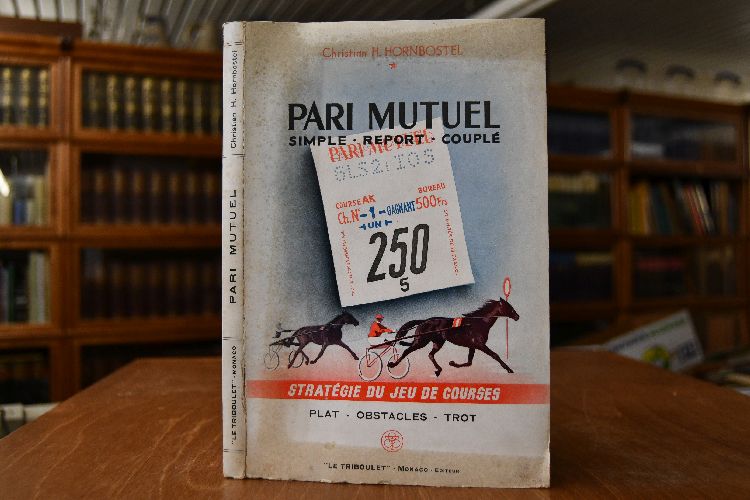 Christian H. HORNBOSTEL
PARI MUTUEL
SIMPLE · REPORT · COUPLÉ
PARI MUTUEL
COURSE AK BUREAU
Ch. N° -1- GAGNANT 500 Frs
UN
250
S
STRATÉGIE DU JEU DE COURSES
PLAT - OBSTACLES - TROT
"LE TRIBOULET" - MONACO - EDITEUR
Christian H. Hornbostel
PARI MUTUEL
"LE TRIBOULET" - MONACO